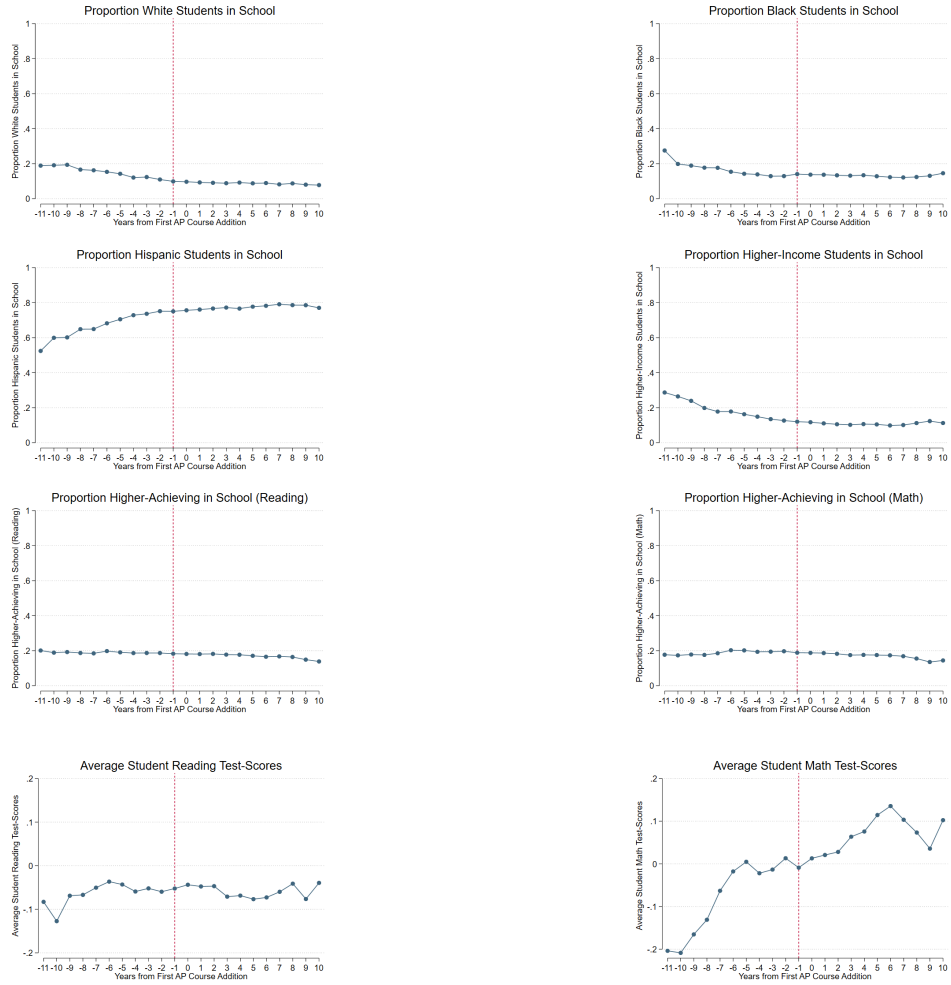 Proportion White Students in School
Proportion White Students in School
1
.8
.6
.4
.2
0
-11 -10 -9 -8 -7 -6 -5 -4 -3 -2 -1 0 1 2 3 4 5 6 7 8 9 10
Years from First AP Course Addition
Proportion Black Students in School
Proportion Black Students in School
1
.8
.6
.4
.2
0
-11 -10 -9 -8 -7 -6 -5 -4 -3 -2 -1 0 1 2 3 4 5 6 7 8 9 10
Years from First AP Course Addition
Proportion Hispanic Students in School
Proportion Hispanic Students in School
1
.8
.6
.4
.2
0
-11 -10 -9 -8 -7 -6 -5 -4 -3 -2 -1 0 1 2 3 4 5 6 7 8 9 10
Years from First AP Course Addition
Proportion Higher-Income Students in School
Proportion Higher-Income Students in School
1
.8
.6
.4
.2
0
-11 -10 -9 -8 -7 -6 -5 -4 -3 -2 -1 0 1 2 3 4 5 6 7 8 9 10
Years from First AP Course Addition
Proportion Higher-Achieving in School (Reading)
Proportion Higher-Achieving in School (Reading)
1
.8
.6
.4
.2
0
-11 -10 -9 -8 -7 -6 -5 -4 -3 -2 -1 0 1 2 3 4 5 6 7 8 9 10
Years from First AP Course Addition
Proportion Higher-Achieving in School (Math)
Proportion Higher-Achieving in School (Math)
1
.8
.6
.4
.2
0
-11 -10 -9 -8 -7 -6 -5 -4 -3 -2 -1 0 1 2 3 4 5 6 7 8 9 10
Years from First AP Course Addition
Average Student Reading Test-Scores
Average Student Reading Test-Scores
.2
.1
0
-.1
-.2
-11 -10 -9 -8 -7 -6 -5 -4 -3 -2 -1 0 1 2 3 4 5 6 7 8 9 10
Years from First AP Course Addition
Average Student Math Test-Scores
Average Student Math Test-Scores
.2
.1
0
-.1
-.2
-11 -10 -9 -8 -7 -6 -5 -4 -3 -2 -1 0 1 2 3 4 5 6 7 8 9 10
Years from First AP Course Addition